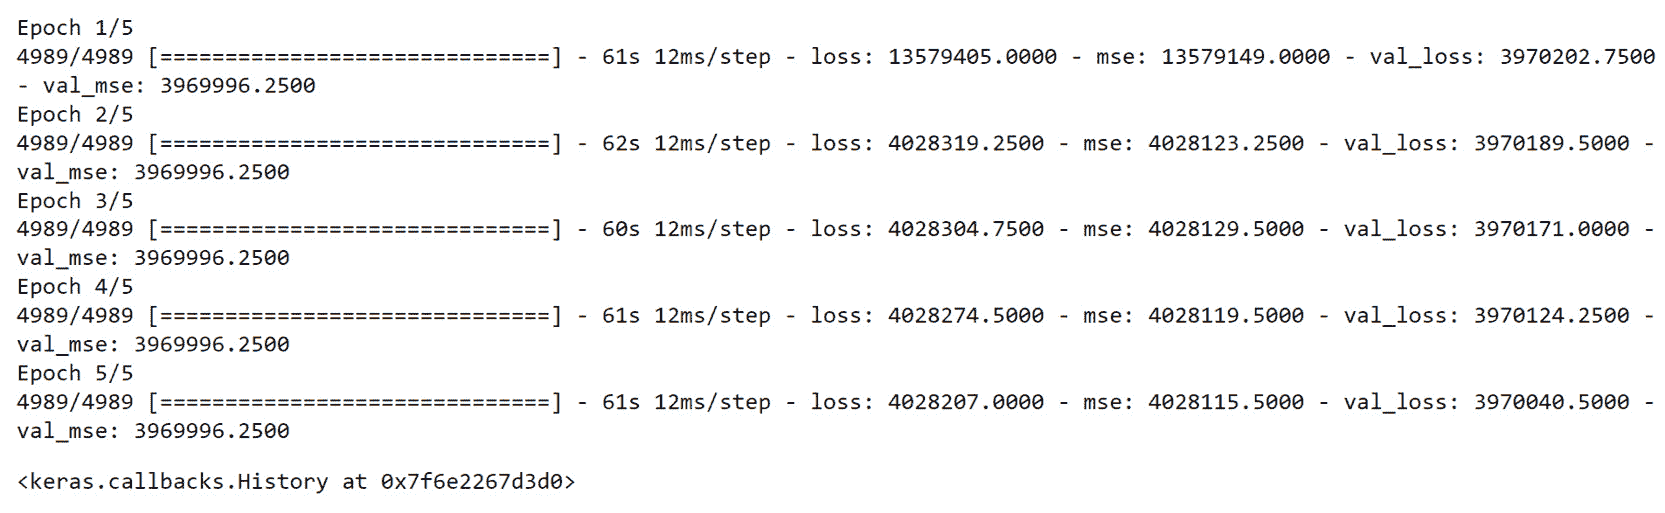 Epoch 1/5
4989/4989 [==============================] - 61s 12ms/step - loss: 13579405.0000 - mse: 13579149.0000 - val_loss: 3970202.7500
- val_mse: 3969996.2500
Epoch 2/5
4989/4989 [==============================] - 62s 12ms/step - loss: 4028319.2500 - mse: 4028123.2500 - val_loss: 3970189.5000 -
val_mse: 3969996.2500
Epoch 3/5
4989/4989 [==============================] - 60s 12ms/step - loss: 4028304.7500 - mse: 4028129.5000 - val_loss: 3970171.0000 -
val_mse: 3969996.2500
Epoch 4/5
4989/4989 [==============================] - 61s 12ms/step - loss: 4028274.5000 - mse: 4028119.5000 - val_loss: 3970124.2500 -
val_mse: 3969996.2500
Epoch 5/5
4989/4989 [==============================] - 61s 12ms/step - loss: 4028207.0000 - mse: 4028115.5000 - val_loss: 3970040.5000 -
val_mse: 3969996.2500
<keras.callbacks.History at 0x7f6e2267d3d0>